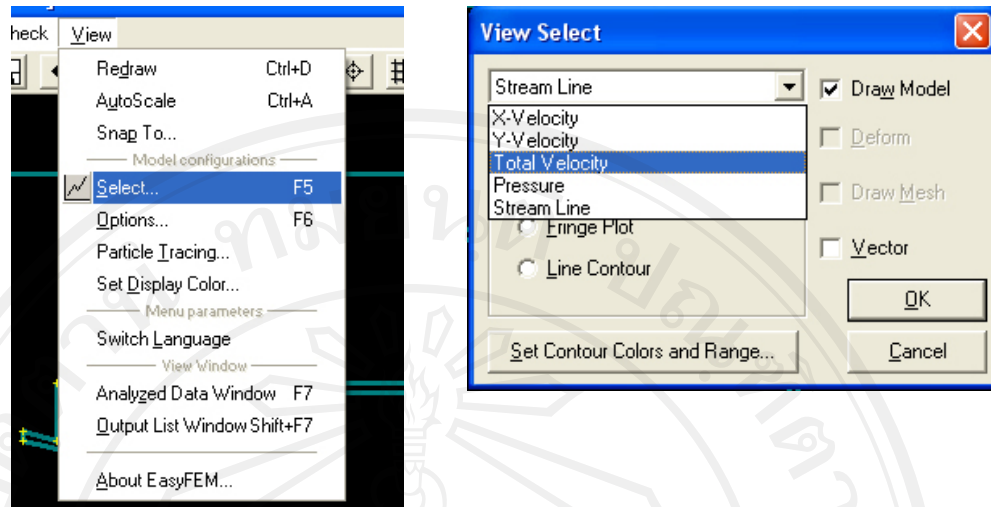 heck View
Redraw Ctrl+D
AutoScale Ctrl+A
Snap To...
Model configurations
Select... F5
Options... F6
Particle Tracing...
Set Display Color...
Menu parameters
Switch Language
View Window
Analyzed Data Window F7
Output List Window Shift+F7
About EasyFEM...
View Select
Stream Line
Draw Model
X-Velocity
Y-Velocity
Deform
Total Velocity
Pressure
Draw Mesh
Stream Line
Fringe Plot
Vector
Line Contour
OK
Set Contour Colors and Range...
Cancel